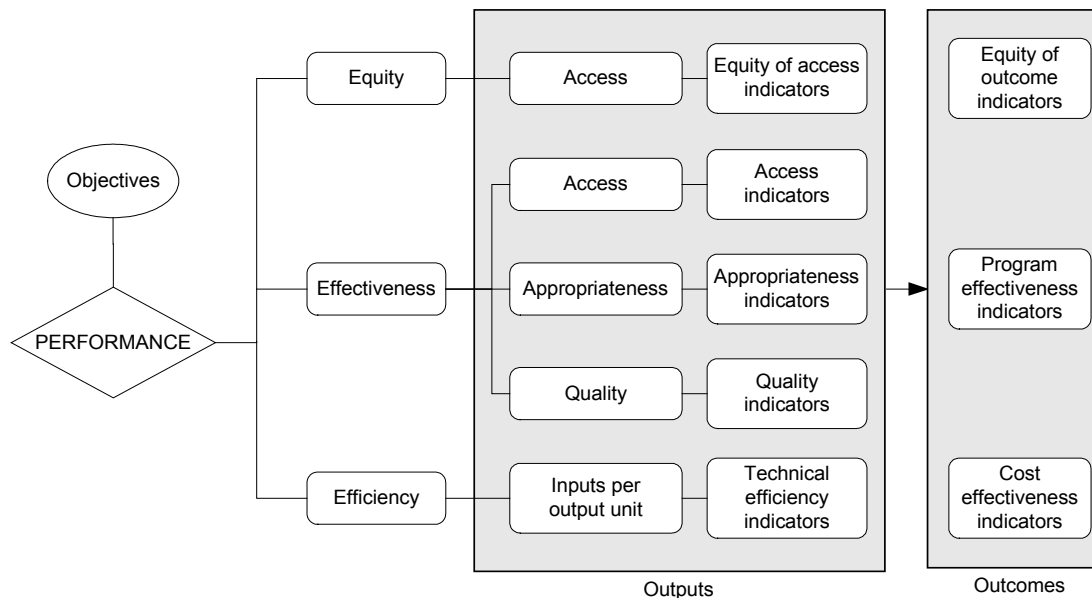 Objectives
PERFORMANCE
Equity
Access
Equity of access
indicators
Effectiveness
Access
Access
indicators
Appropriateness
Appropriateness
indicators
Quality
Quality
indicators
Efficiency
Inputs per
output unit
Technical
efficiency
indicators
Outputs
Equity of
outcome
indicators
Program
effectiveness
indicators
Cost
effectiveness
indicators
Outcomes